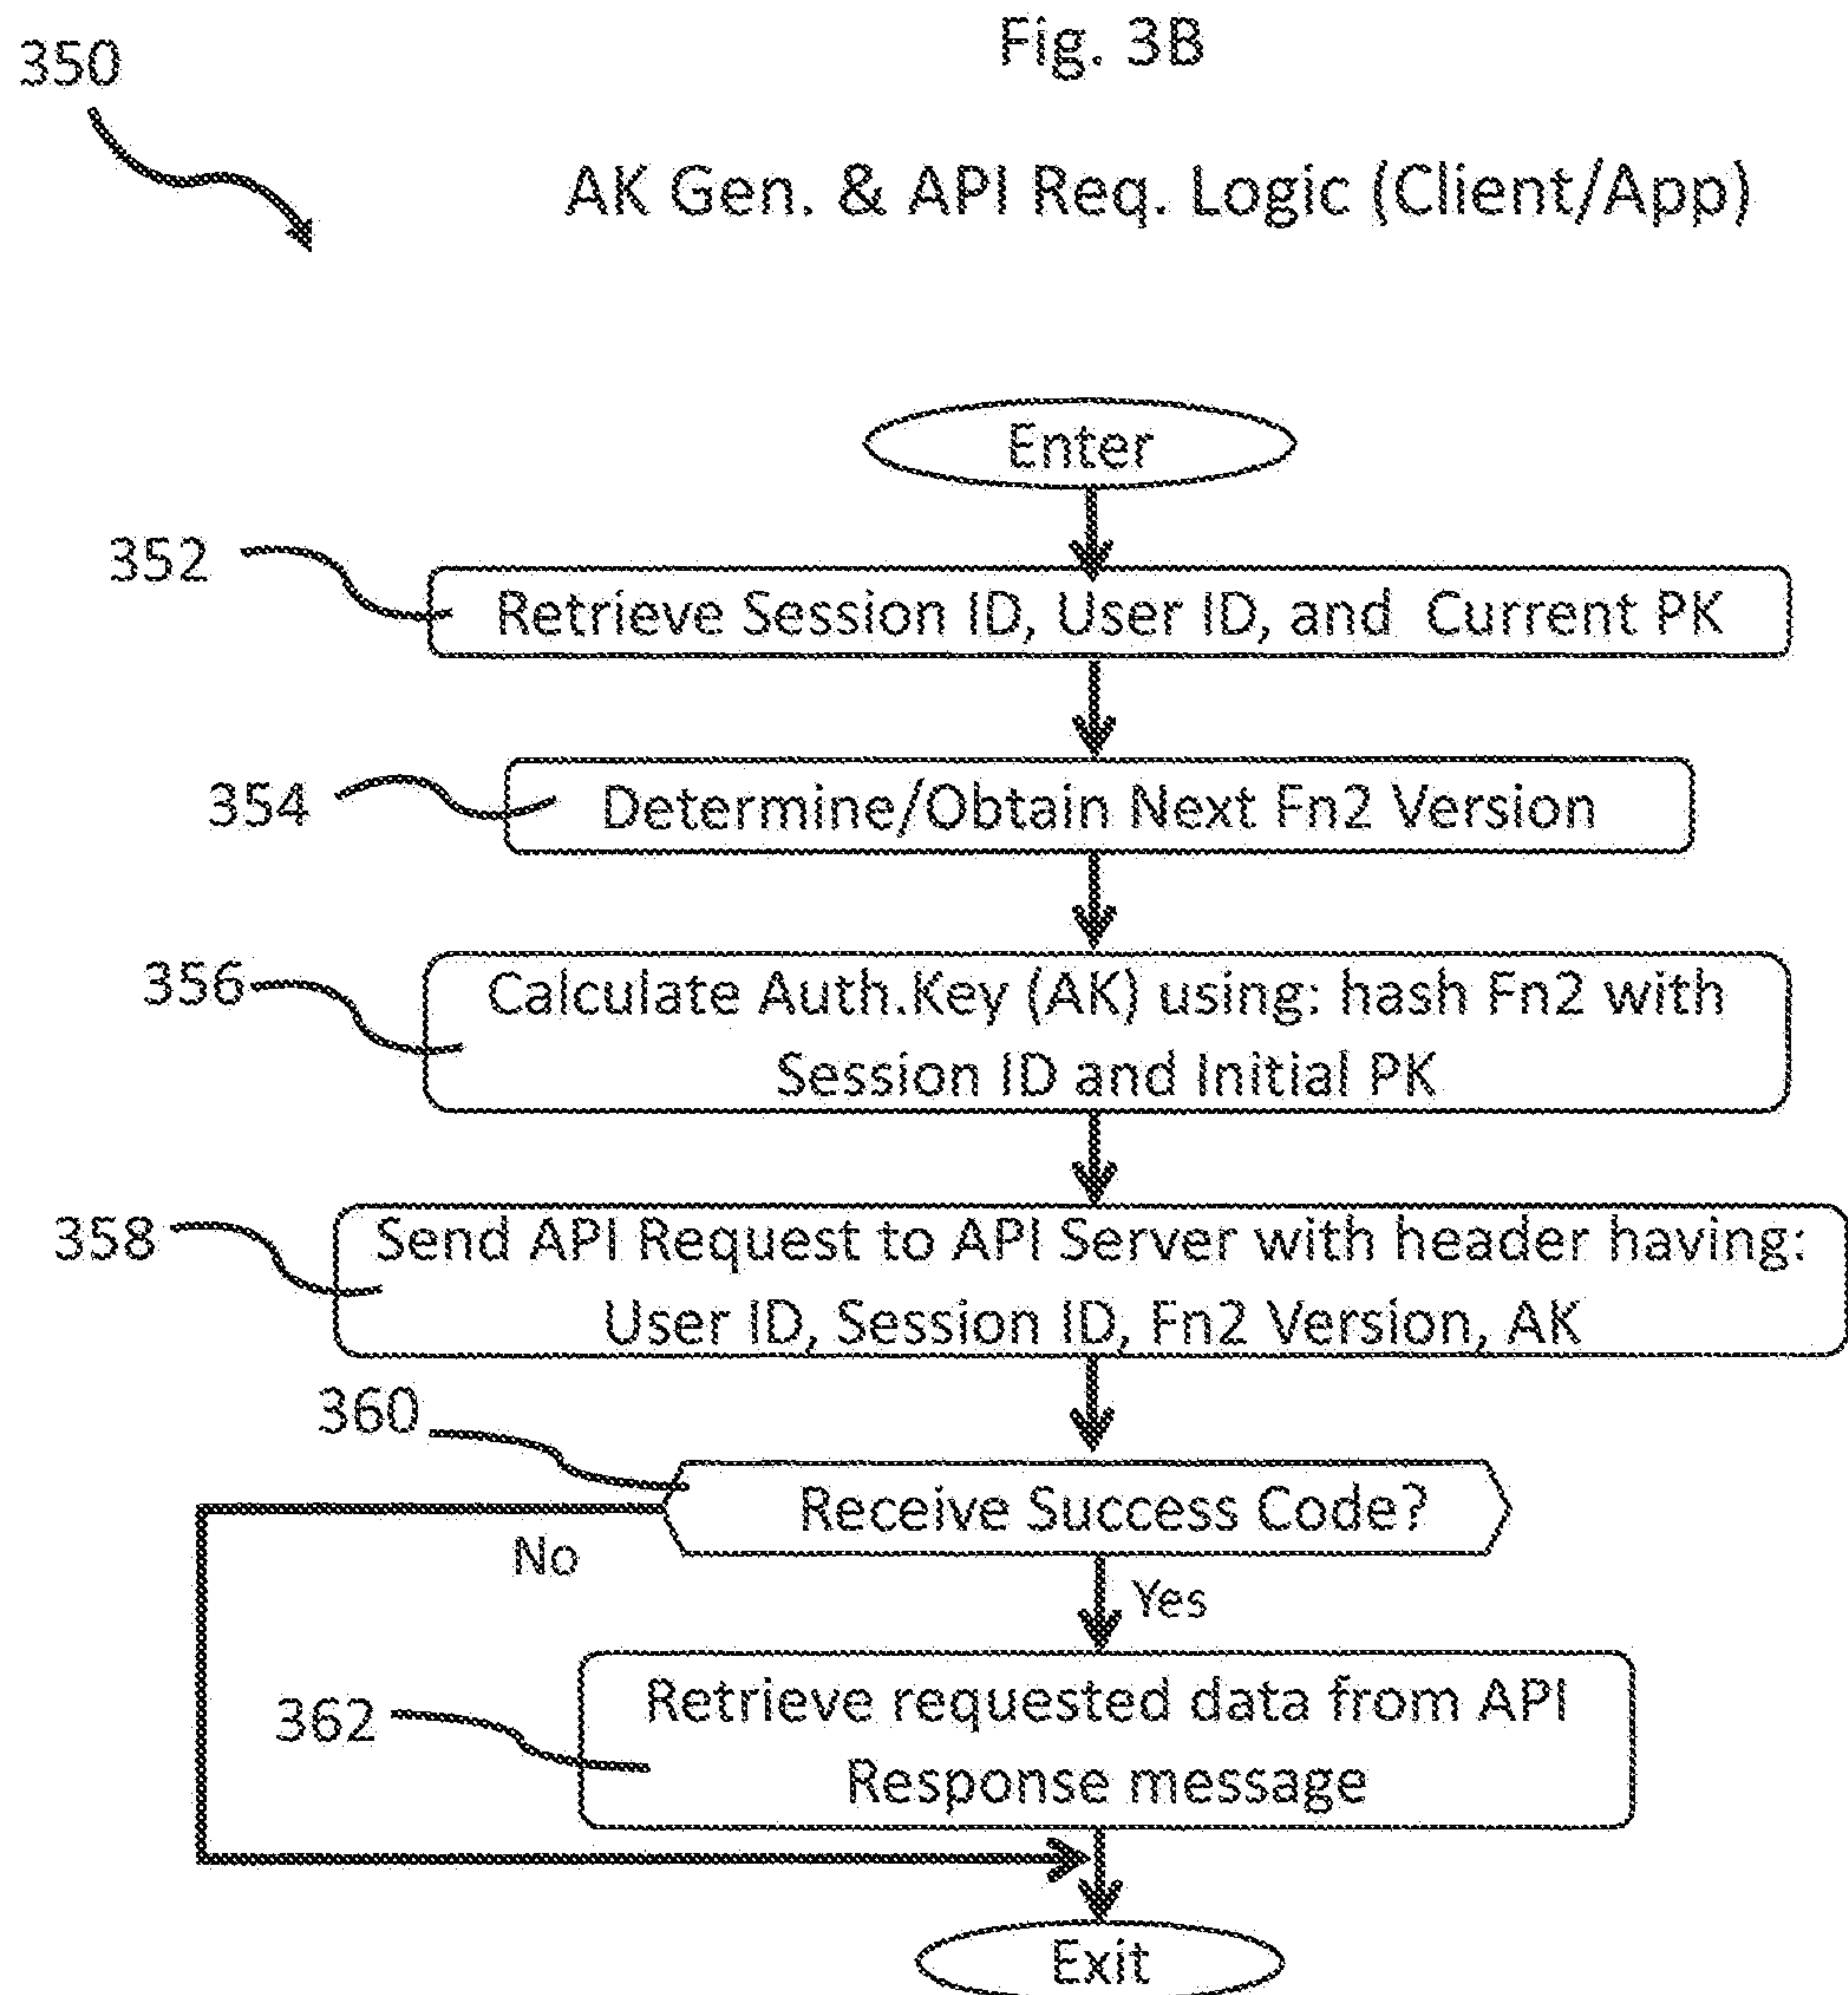 Fig. 3B
350
AK Gen. & API Req. Logic (Client/App)
Enter
352
Retrieve Session ID, User ID, and Current PK
354
Determine/Obtain Next Fn2 Version
356
Calculate Auth.Key (AK) using: hash Fn2 with
Session ID and Initial PK
358
Send API Request to API Server with header having:
User ID, Session ID, Fn2 Version, AK
360
Receive Success Code?
No
Yes
362
Retrieve requested data from API
Response message
Exit